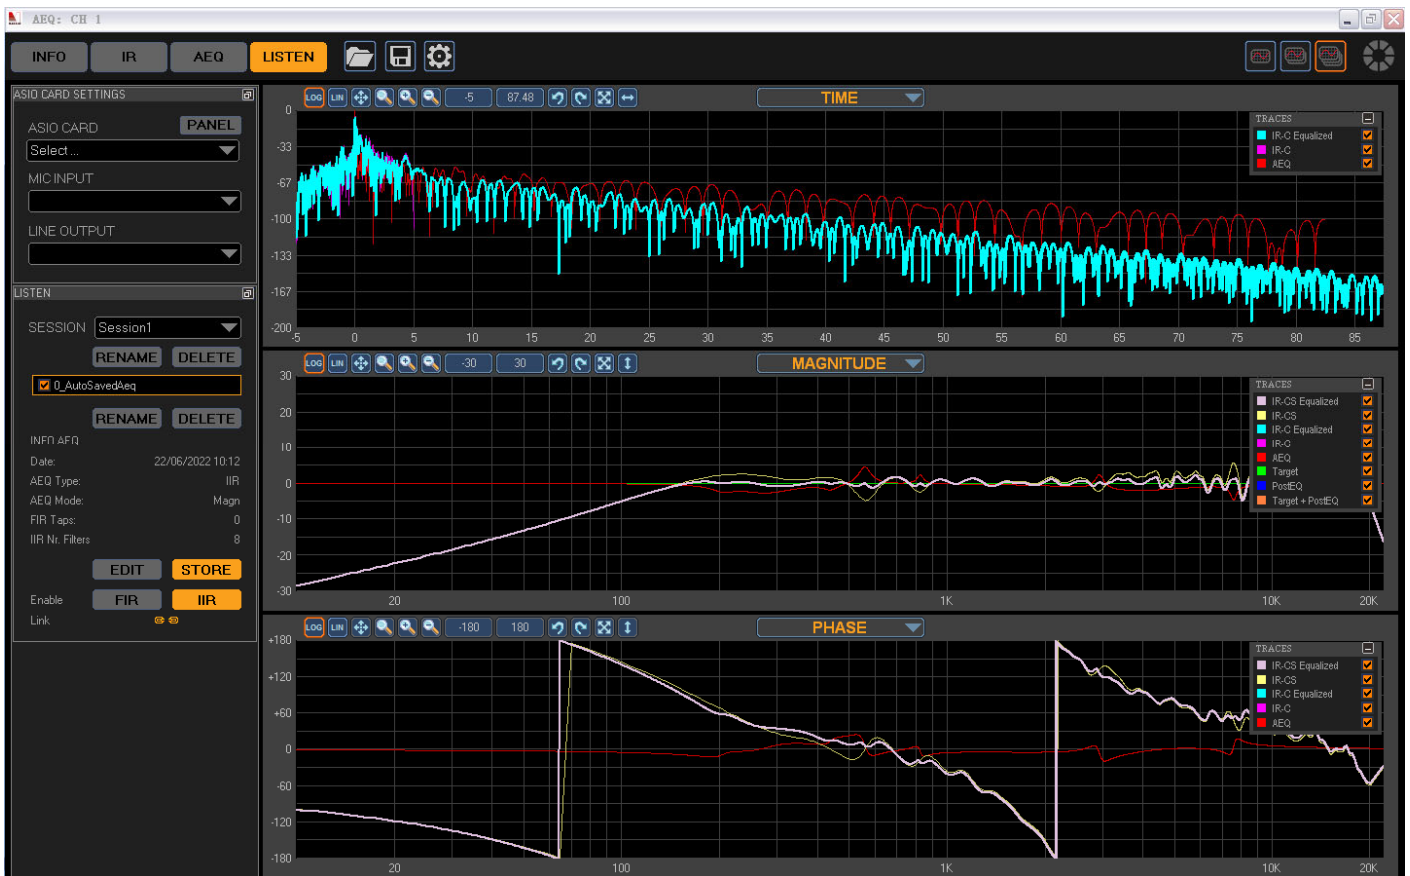 AEQ: CH 1
INFO IR AEQ LISTEN
ASIO CARD SETTINGS
ASIO CARD PANEL
Select ...
MIC INPUT
LINE OUTPUT
LISTEN
SESSION Session1
RENAME DELETE
0_AutoSavedAeq
RENAME DELETE
INFO AEQ
Date: 22/06/2022 10:12
AEQ Type: IIR
AEQ Mode: Magn
FIR Taps: 0
IIR Nr. Filters 8
EDIT STORE
Enable FIR IIR
Link
LOG LIN -5 87.48 TIME
TRACES
IR-C Equalized
IR-C
AEQ
0
-33
-67
-100
-133
-167
-200
-5 0 5 10 15 20 25 30 35 40 45 50 55 60 65 70 75 80 85
LOG LIN -30 30 MAGNITUDE
TRACES
IR-CS Equalized
IR-CS
IR-C Equalized
IR-C
AEQ
Target
PostEQ
Target + PostEQ
30
20
10
0
-10
-20
-30
20 100 1K 10K 20K
LOG LIN -180 180 PHASE
TRACES
IR-CS Equalized
IR-CS
IR-C Equalized
IR-C
AEQ
+180
+120
+60
0
-60
-120
-180
20 100 1K 10K 20K